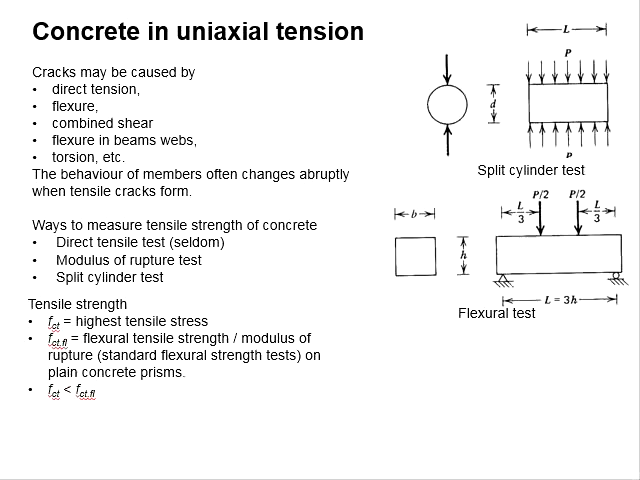 Concrete in uniaxial tension
Cracks may be caused by
• direct tension,
• flexure,
• combined shear
• flexure in beams webs,
• torsion, etc.
The behaviour of members often changes abruptly
when tensile cracks form.
Ways to measure tensile strength of concrete
• Direct tensile test (seldom)
• Modulus of rupture test
• Split cylinder test
Tensile strength
• fct = highest tensile stress
• fct.fl = flexural tensile strength / modulus of
rupture (standard flexural strength tests) on
plain concrete prisms.
• fct < fct.fl
L
P
d
P
Split cylinder test
P/2 P/2
L/3 L/3
b
h
L = 3h
Flexural test